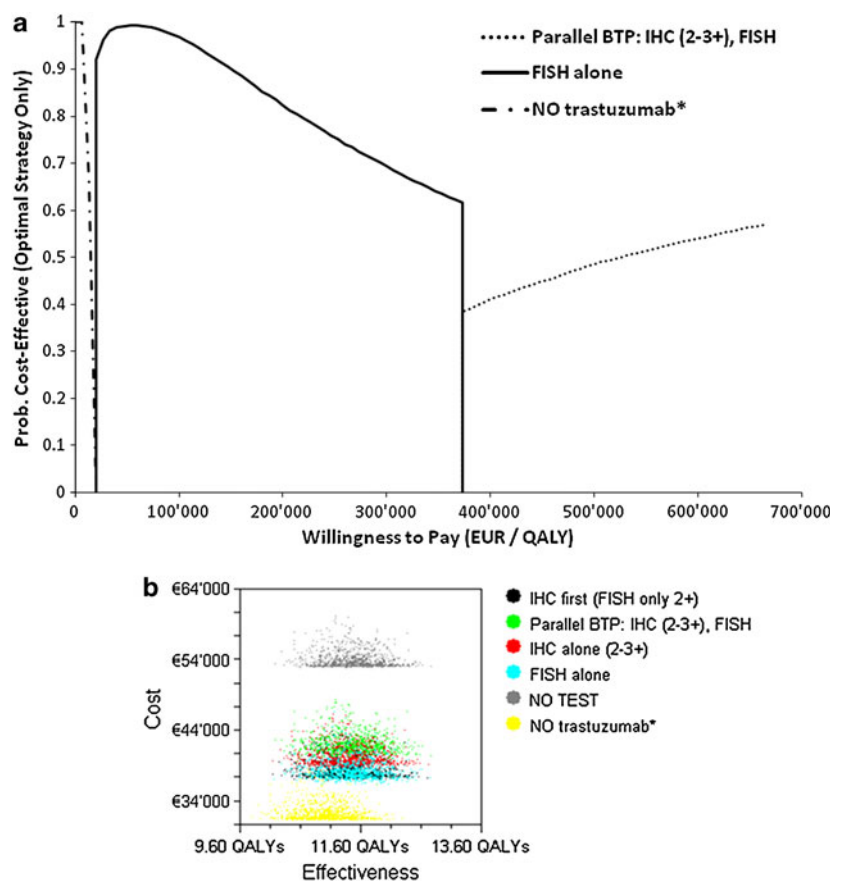 a
Prob. Cost-Effective (Optimal Strategy Only)
1
0.9
0.8
0.7
0.6
0.5
0.4
0.3
0.2
0.1
0
Parallel BTP: IHC (2-3+), FISH
FISH alone
NO trastuzumab*
0 100'000 200'000 300'000 400'000 500'000 600'000 700'000
Willingness to Pay (EUR / QALY)
b
Cost
€64'000
€54'000
€44'000
€34'000
9.60 QALYs 11.60 QALYs 13.60 QALYs
Effectiveness
IHC first (FISH only 2+)
Parallel BTP: IHC (2-3+), FISH
IHC alone (2-3+)
FISH alone
NO TEST
NO trastuzumab*